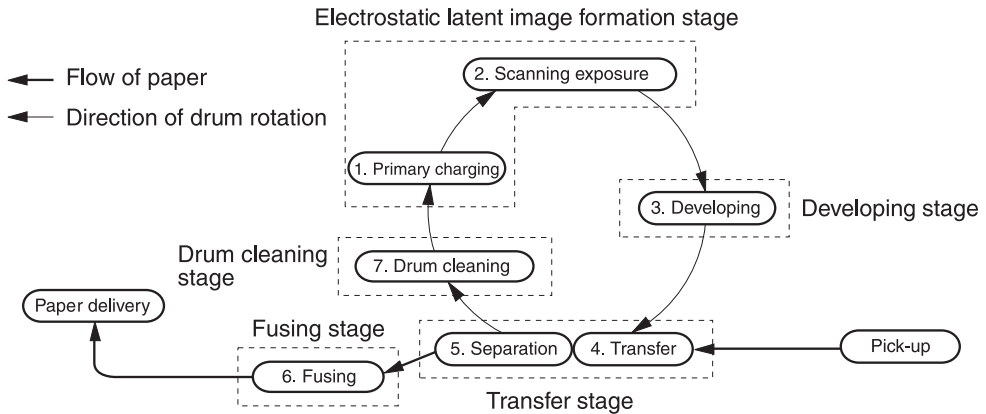 Electrostatic latent image formation stage
Flow of paper
Direction of drum rotation
2. Scanning exposure
1. Primary charging
3. Developing
Developing stage
Drum cleaning
stage
7. Drum cleaning
Paper delivery
Fusing stage
5. Separation
4. Transfer
Pick-up
6. Fusing
Transfer stage